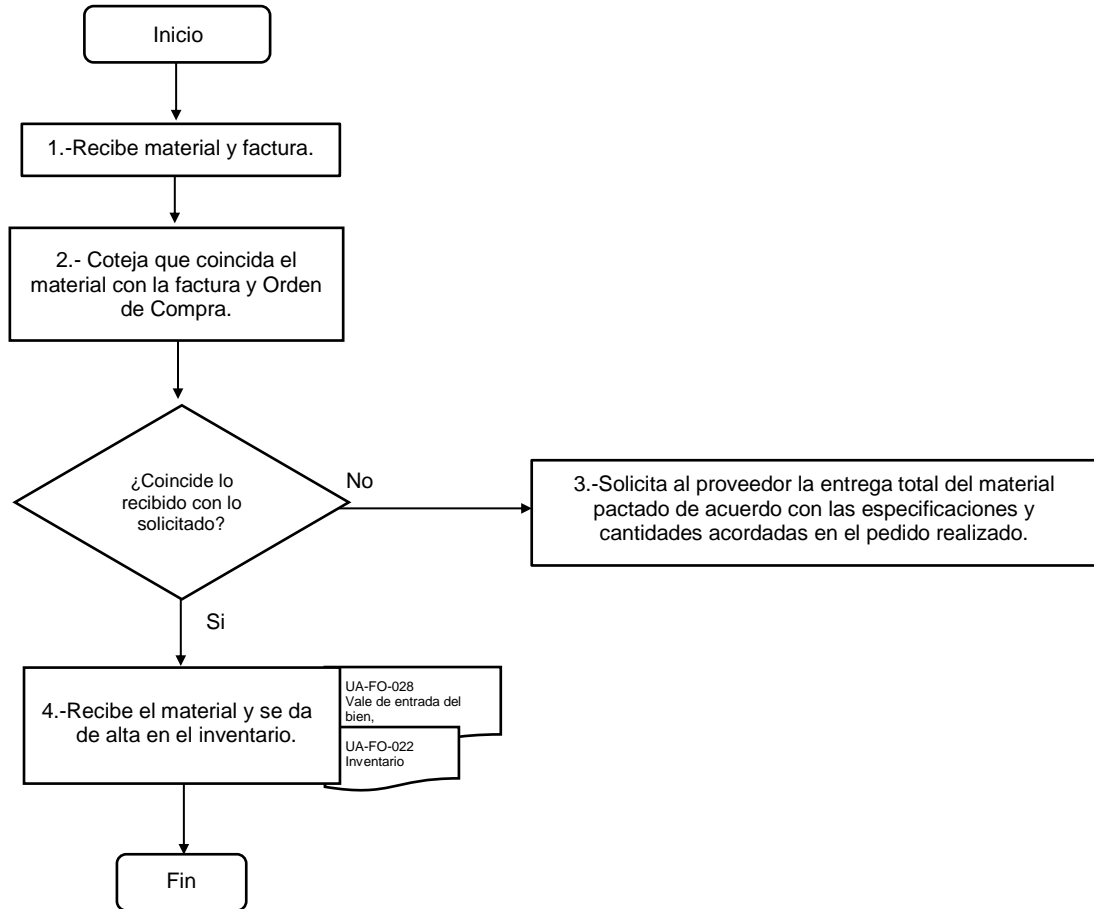 Inicio
1.-Recibe material y factura.
2.- Coteja que coincida el
material con la factura y Orden
de Compra.
¿Coincide lo
recibido con lo
solicitado?
No
3.-Solicita al proveedor la entrega total del material
pactado de acuerdo con las especificaciones y
cantidades acordadas en el pedido realizado.
Si
4.-Recibe el material y se da
de alta en el inventario.
UA-FO-028
Vale de entrada del
bien,
UA-FO-022
Inventario
Fin